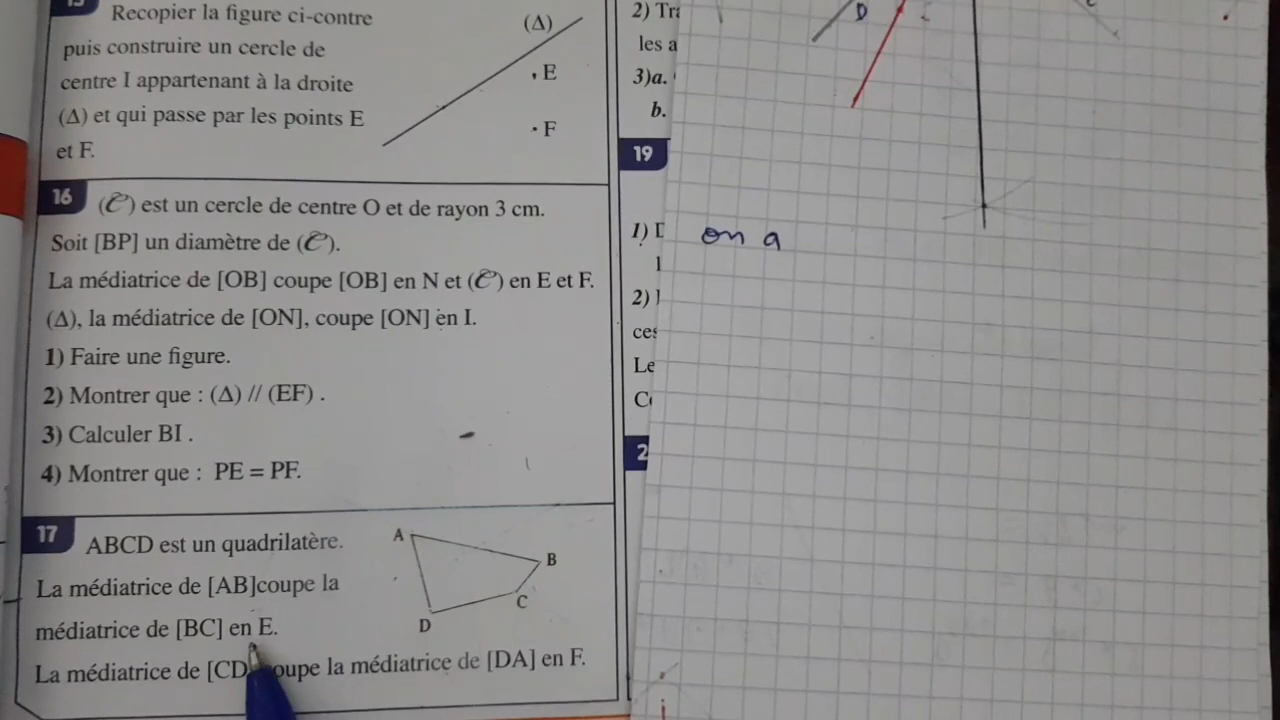 15
Recopier la figure ci-contre
puis construire un cercle de
centre I appartenant à la droite
(Δ) et qui passe par les points E
et F.
(Δ)
E
F
16
(𝒞) est un cercle de centre O et de rayon 3 cm.
Soit [BP] un diamètre de (𝒞).
La médiatrice de [OB] coupe [OB] en N et (𝒞) en E et F.
(Δ), la médiatrice de [ON], coupe [ON] en I.
1) Faire une figure.
2) Montrer que : (Δ) // (EF) .
3) Calculer BI .
4) Montrer que : PE = PF.
17
ABCD est un quadrilatère.
La médiatrice de [AB]coupe la
médiatrice de [BC] en E.
La médiatrice de [CD] coupe la médiatrice de [DA] en F.
A
B
C
D
2)
les
3)a.
b.
19
1)
2)
ces
Le
D
on a